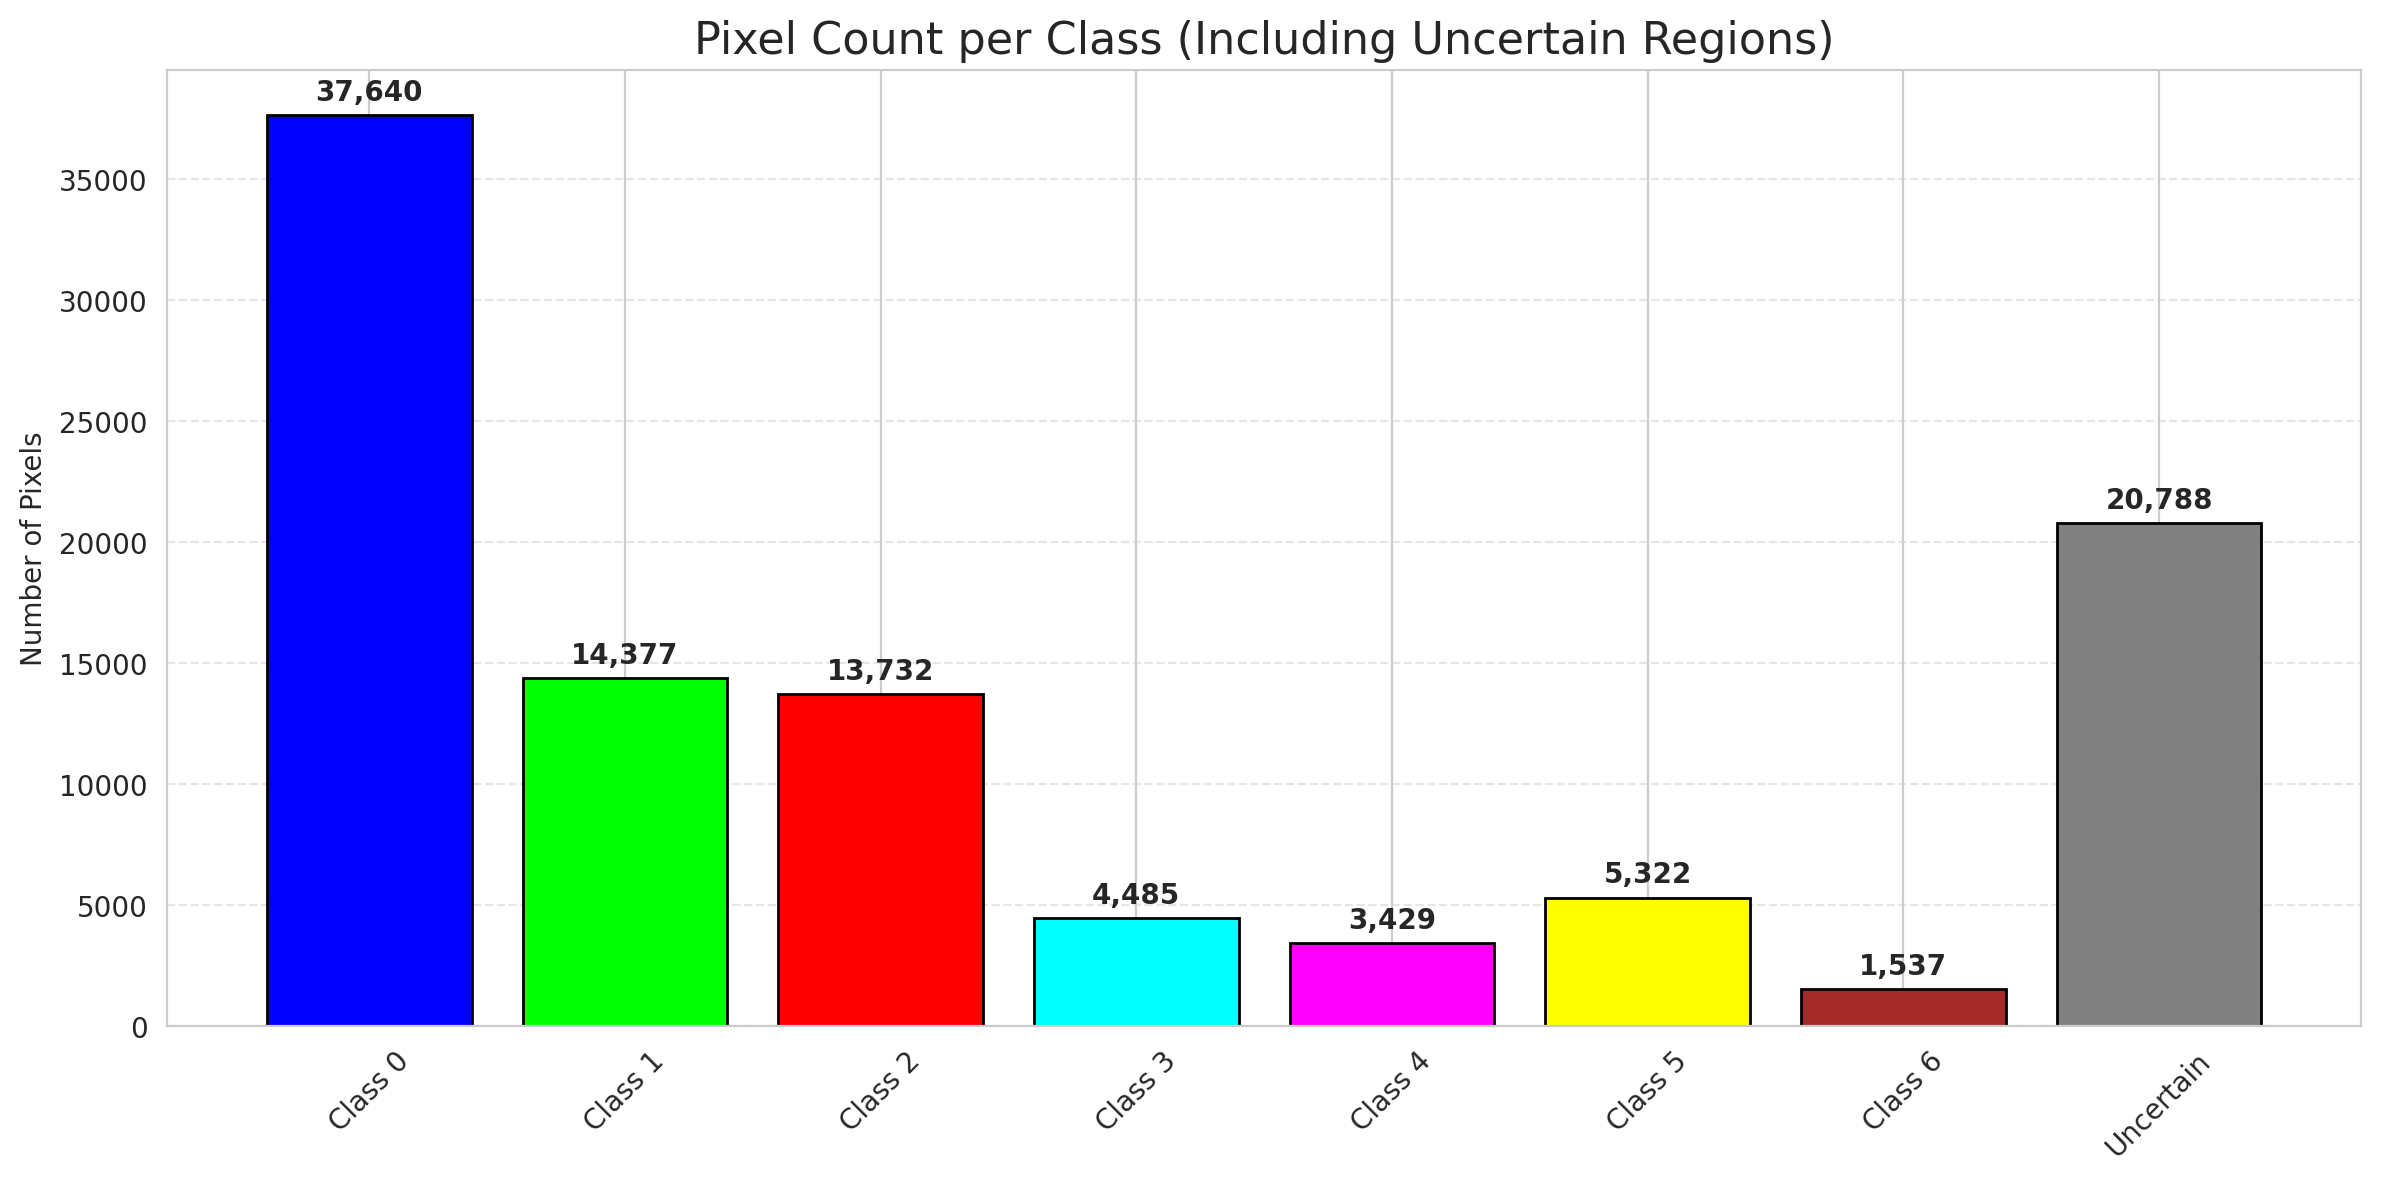 Pixel Count per Class (Including Uncertain Regions)
Number of Pixels
35000
30000
25000
20000
15000
10000
5000
0
37,640
14,377
13,732
4,485
3,429
5,322
1,537
20,788
Class 0
Class 1
Class 2
Class 3
Class 4
Class 5
Class 6
Uncertain